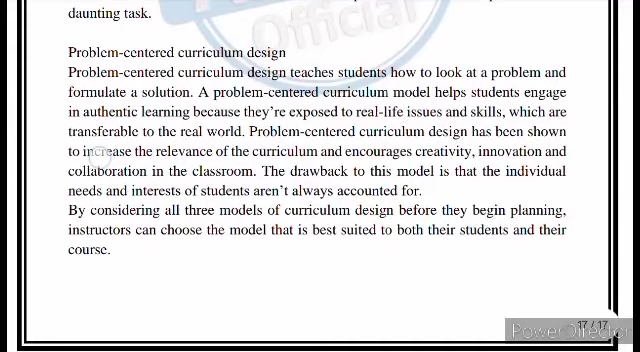 daunting task.
Official
Problem-centered curriculum design
Problem-centered curriculum design teaches students how to look at a problem and
formulate a solution. A problem-centered curriculum model helps students engage
in authentic learning because they're exposed to real-life issues and skills, which are
transferable to the real world. Problem-centered curriculum design has been shown
to increase the relevance of the curriculum and encourages creativity, innovation and
collaboration in the classroom. The drawback to this model is that the individual
needs and interests of students aren't always accounted for.
By considering all three models of curriculum design before they begin planning,
instructors can choose the model that is best suited to both their students and their
course.
17 / 17
PowerDirector